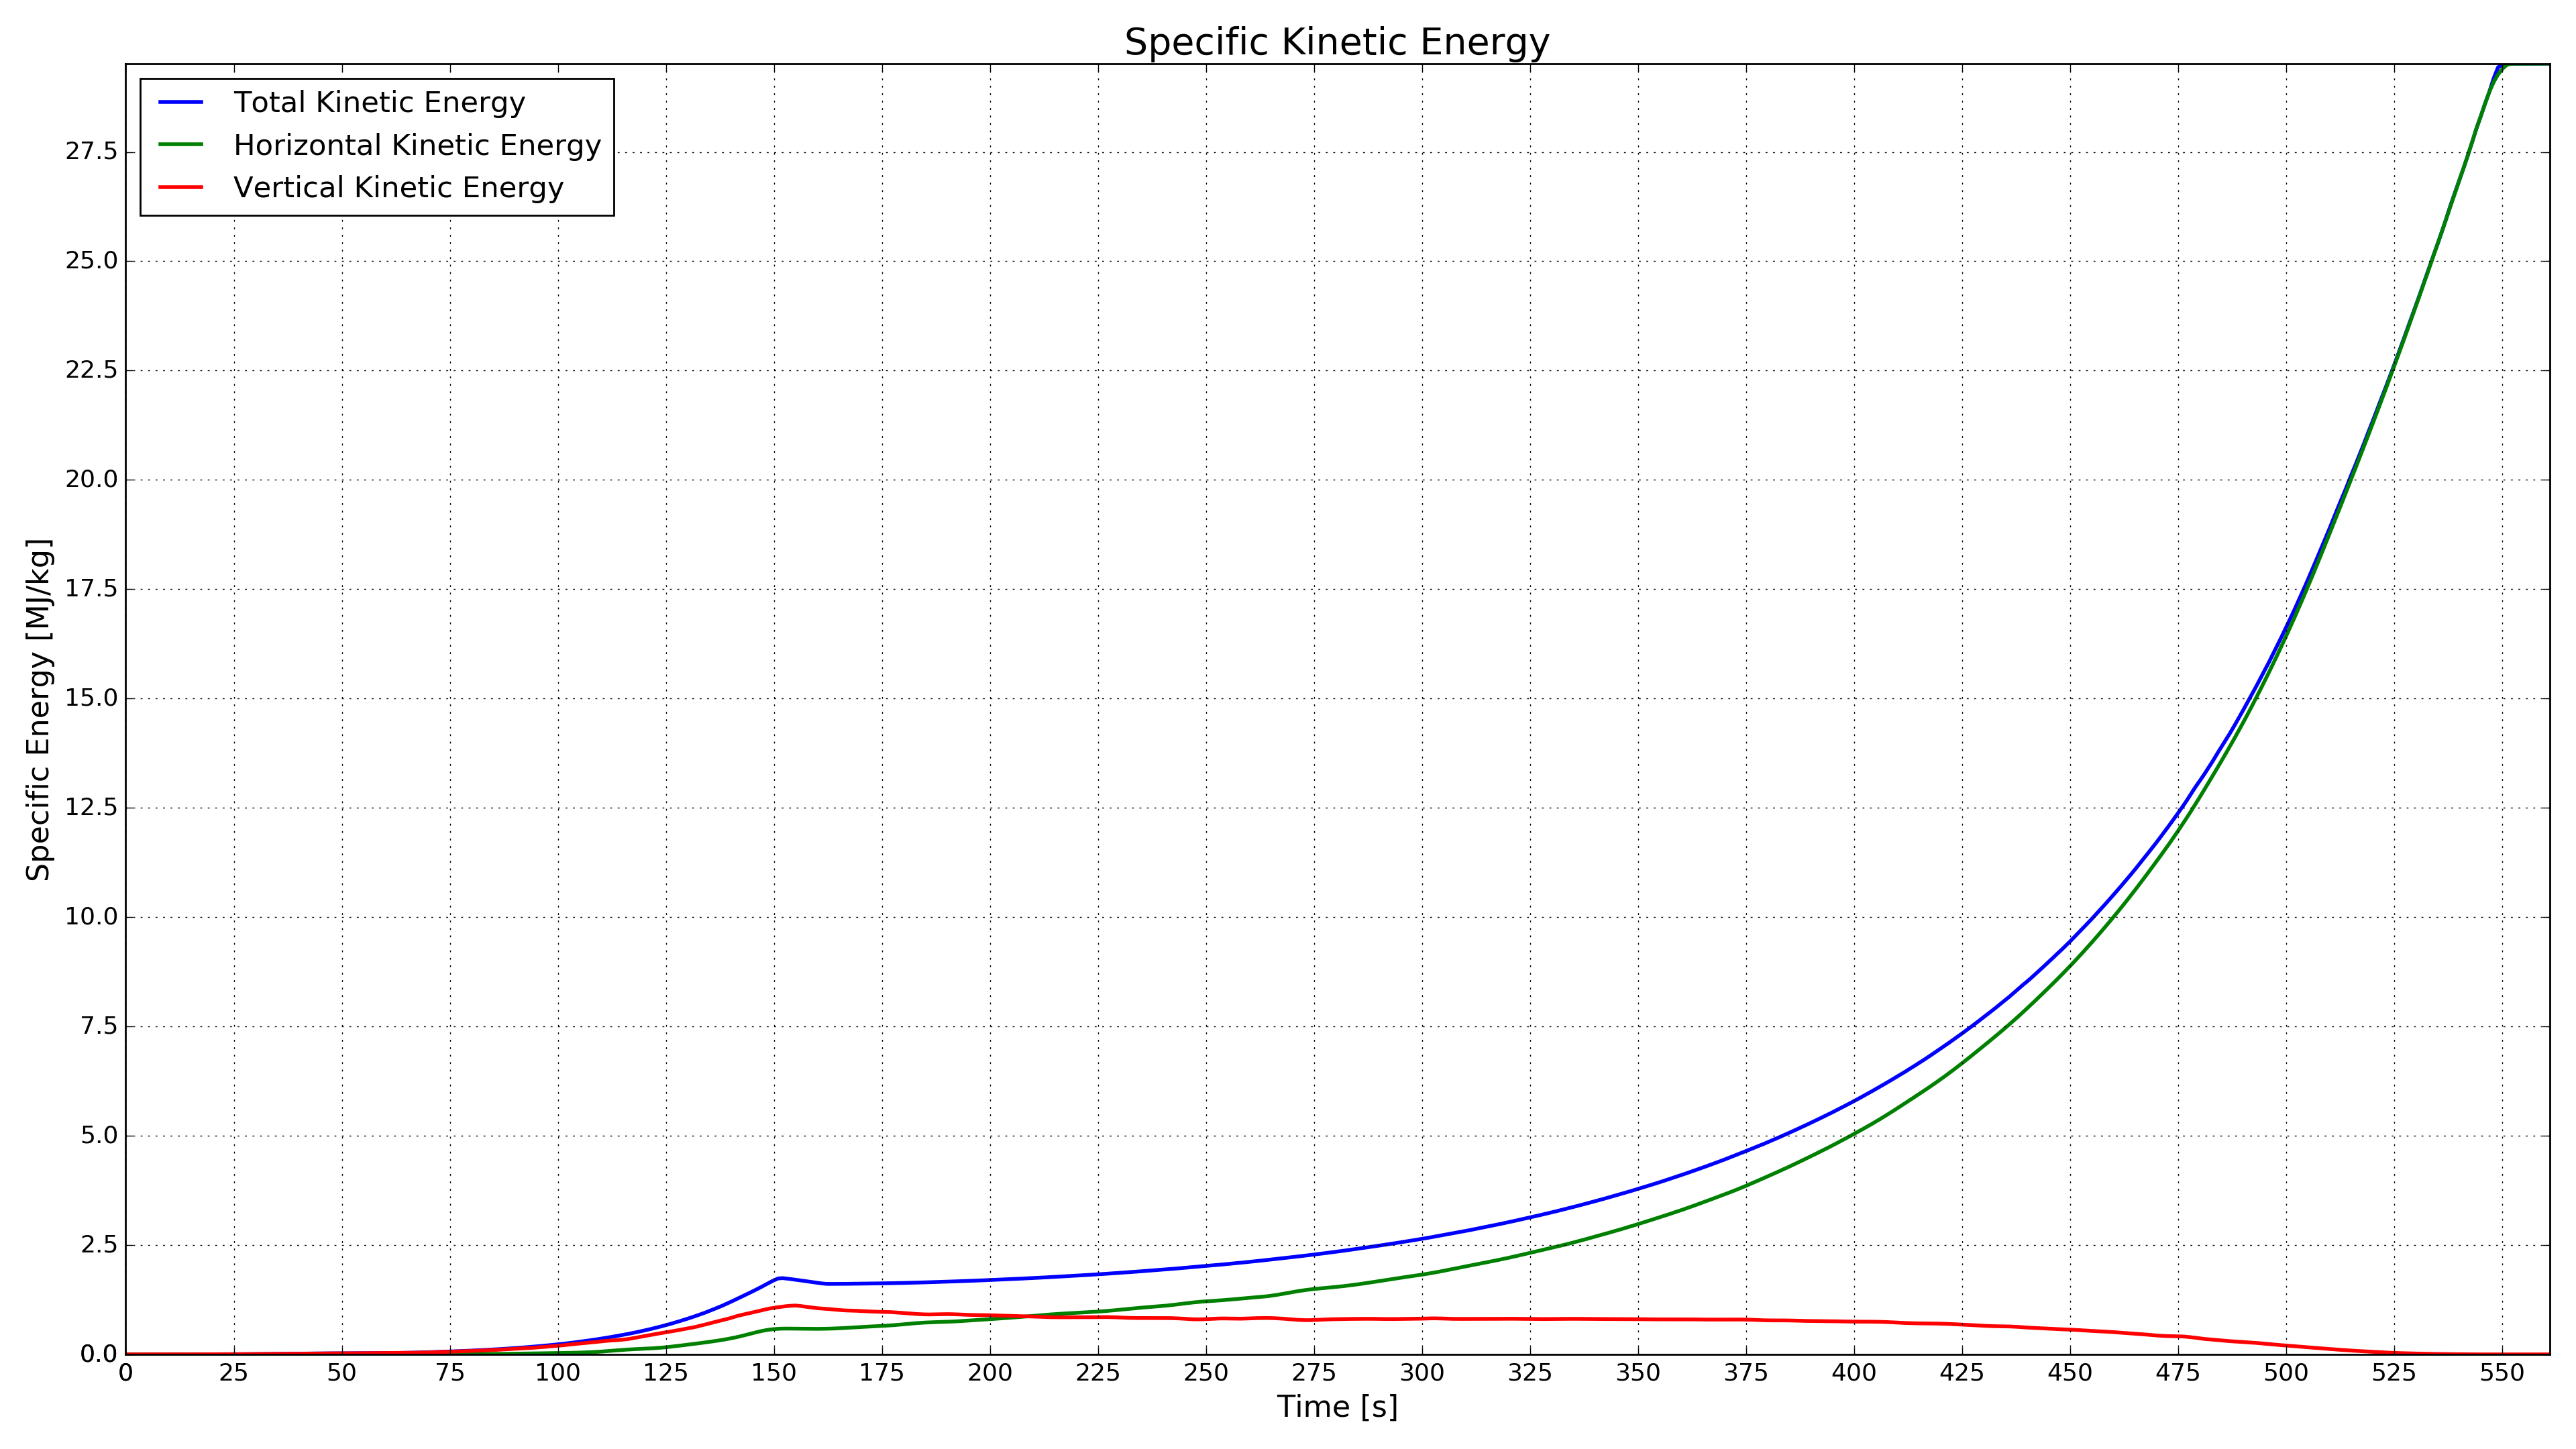 Specific Kinetic Energy
Total Kinetic Energy
Horizontal Kinetic Energy
Vertical Kinetic Energy
Specific Energy [MJ/kg]
27.5
25.0
22.5
20.0
17.5
15.0
12.5
10.0
7.5
5.0
2.5
0.0
0 25 50 75 100 125 150 175 200 225 250 275 300 325 350 375 400 425 450 475 500 525 550
Time [s]